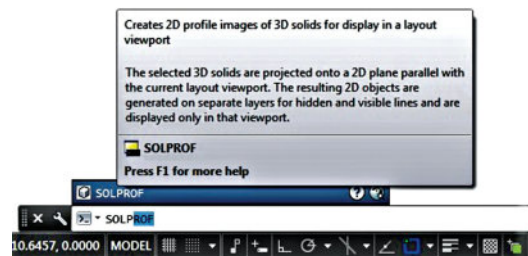 Creates 2D profile images of 3D solids for display in a layout
viewport
The selected 3D solids are projected onto a 2D plane parallel with
the current layout viewport. The resulting 2D objects are
generated on separate layers for hidden and visible lines and are
displayed only in that viewport.
SOLPROF
Press F1 for more help
SOLPROF
SOLPROF
10.6457, 0.0000 MODEL